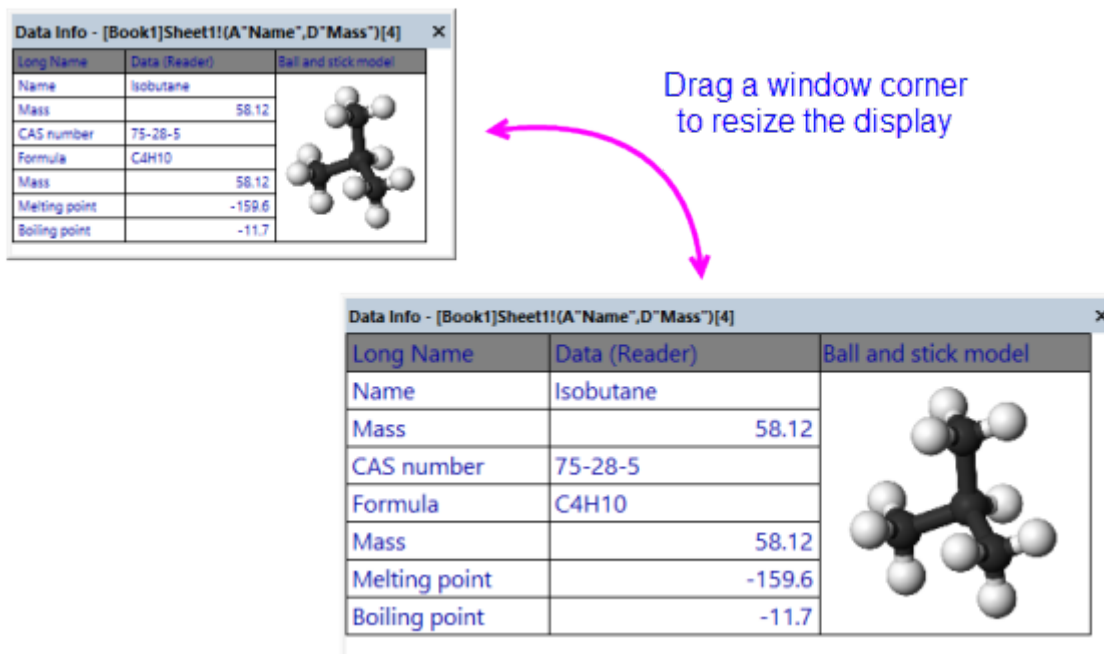 Data Info - [Book1]Sheet1!(A"Name",D"Mass")[4] ×
Long Name Data (Reader) Ball and stick model
Name Isobutane
Mass 58.12
CAS number 75-28-5
Formula C4H10
Mass 58.12
Melting point -159.6
Boiling point -11.7
Drag a window corner
to resize the display
Data Info - [Book1]Sheet1!(A"Name",D"Mass")[4] ×
Long Name Data (Reader) Ball and stick model
Name Isobutane
Mass 58.12
CAS number 75-28-5
Formula C4H10
Mass 58.12
Melting point -159.6
Boiling point -11.7